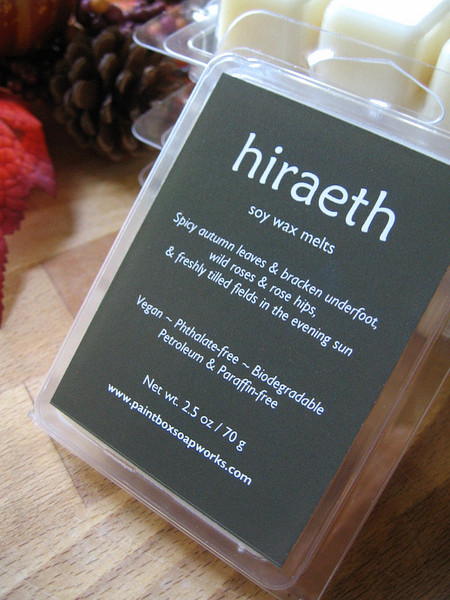 hiraeth
soy wax melts
Spicy autumn leaves & bracken underfoot,
wild roses & rose hips,
& freshly tilled fields in the evening sun
Vegan ~ Phthalate-free ~ Biodegradable
Petroleum & Paraffin-free
Net wt. 2.5 oz / 70 g
www.paintboxsoapworks.com